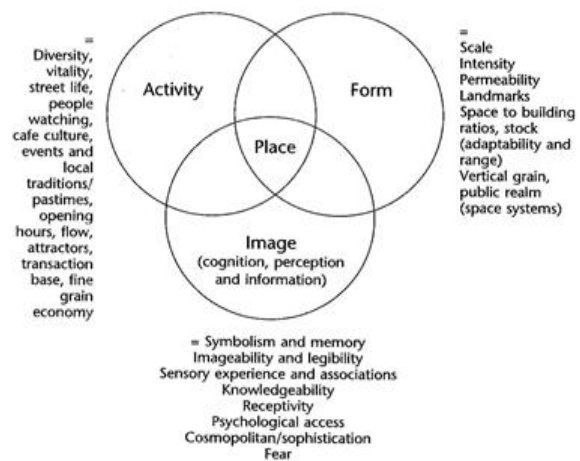 =
Diversity,
vitality,
street life,
people
watching,
cafe culture,
events and
local
traditions/
pastimes,
opening
hours, flow,
attractors,
transaction
base, fine
grain
economy
Activity
Form
Place
Image
(cognition, perception
and information)
=
Scale
Intensity
Permeability
Landmarks
Space to building
ratios, stock
(adaptability and
range)
Vertical grain,
public realm
(space systems)
= Symbolism and memory
Imageability and legibility
Sensory experience and associations
Knowledgeability
Receptivity
Psychological access
Cosmopolitan/sophistication
Fear